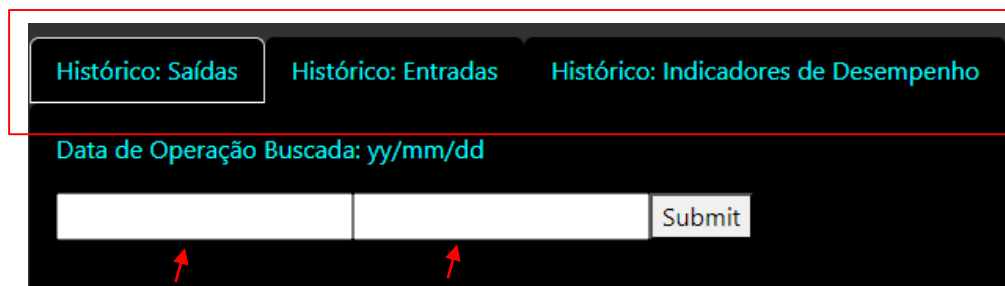 Histórico: Saídas Histórico: Entradas Histórico: Indicadores de Desempenho
Data de Operação Buscada: yy/mm/dd
Submit